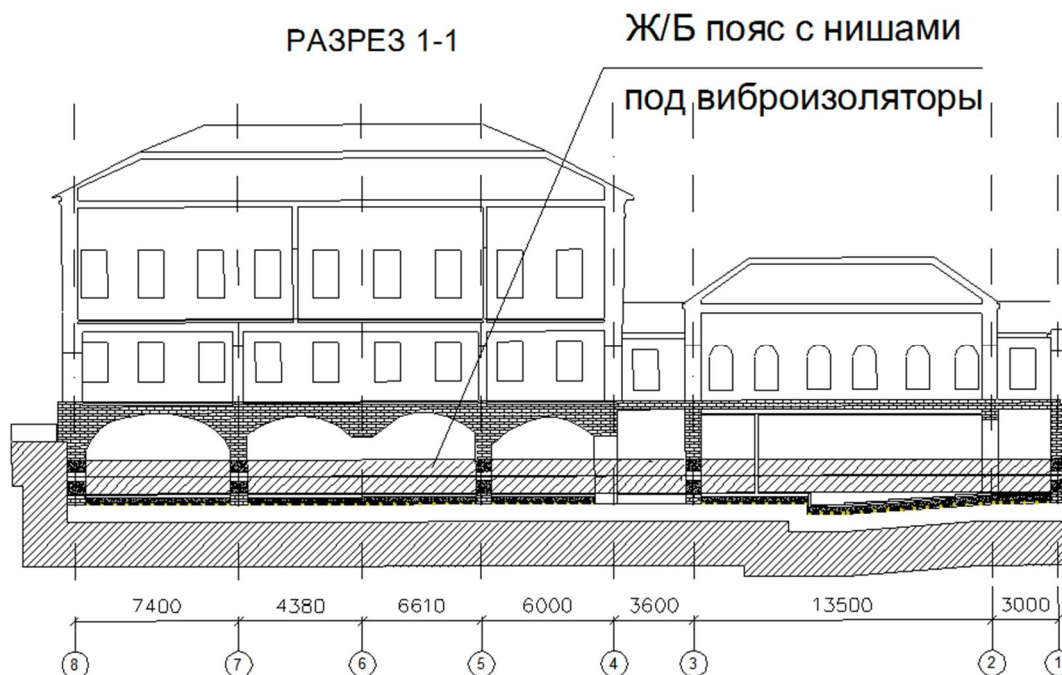 РАЗРЕЗ 1-1
Ж/Б пояс с нишами
под виброизоляторы
7400 4380 6610 6000 3600 13500 3000
8 7 6 5 4 3 2 1